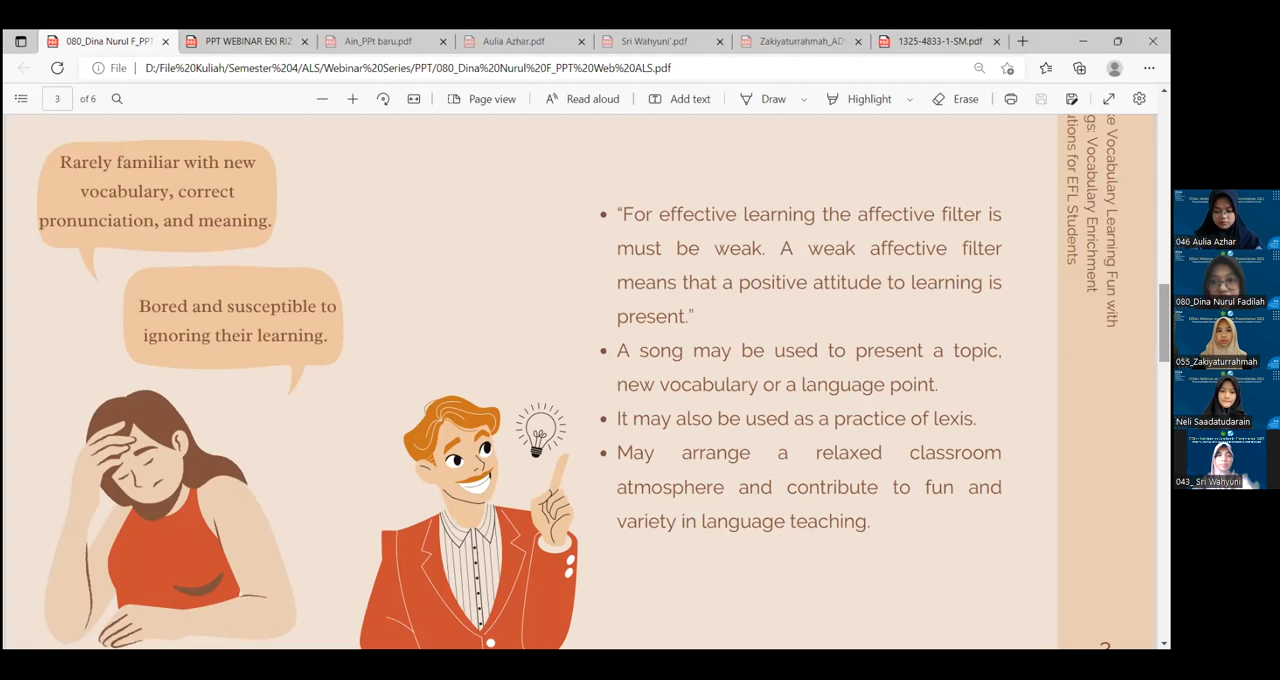 080_Dina Nurul F_PPT
PPT WEBINAR EKI RIZ
Ain_PPt baru.pdf
Aulia Azhar.pdf
Sri Wahyuni'.pdf
Zakiyaturrahmah_ADV
1325-4833-1-SM.pdf
File
D:/File%20Kuliah/Semester%204/ALS/Webinar%20Series/PPT/080_Dina%20Nurul%20F_PPT%20Web%20ALS.pdf
3 of 6
Page view
Read aloud
Add text
Draw
Highlight
Erase
Rarely familiar with new
vocabulary, correct
pronunciation, and meaning.
Bored and susceptible to
ignoring their learning.
• “For effective learning the affective filter is
must be weak. A weak affective filter
means that a positive attitude to learning is
present.”
• A song may be used to present a topic,
new vocabulary or a language point.
• It may also be used as a practice of lexis.
• May arrange a relaxed classroom
atmosphere and contribute to fun and
variety in language teaching.
Vocabulary Learning Fun with
Vocabulary Enrichment
for EFL Students
046 Aulia Azhar
080_Dina Nurul Fadilah
055_Zakiyaturrahmah
Neli Saadatudarain
043_ Sri Wahyuni